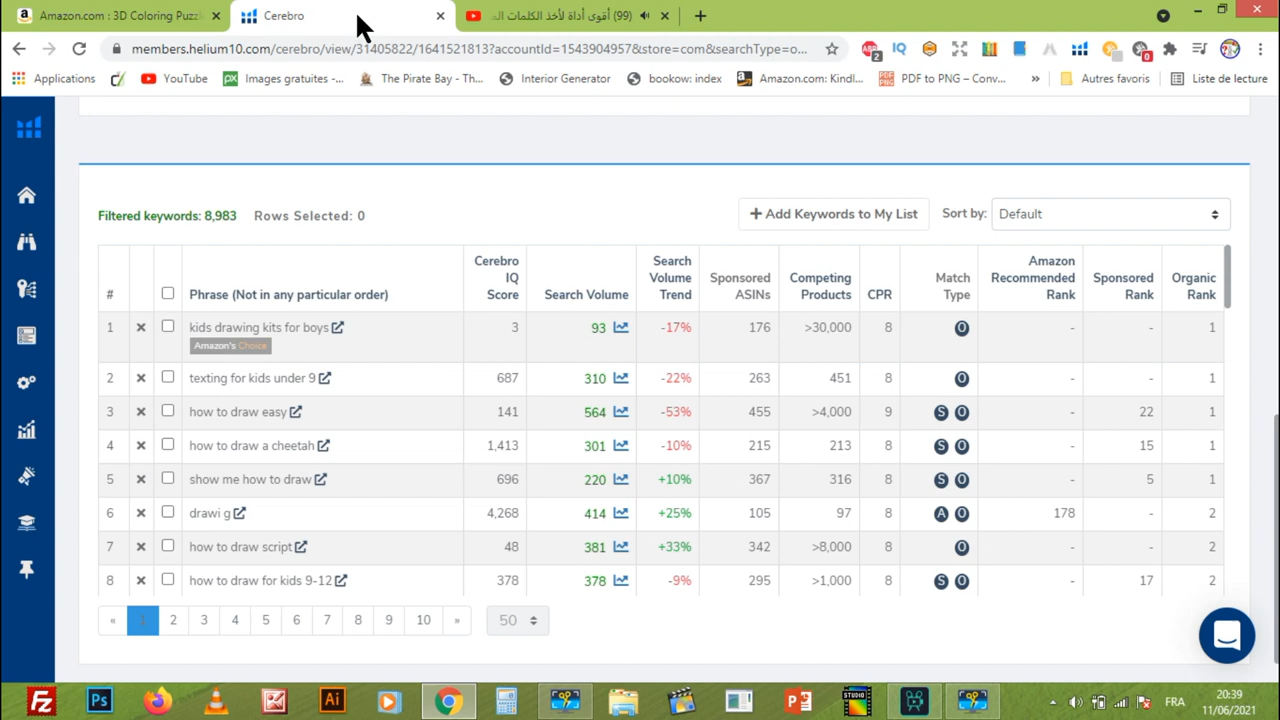 Amazon.com : 3D Coloring Puzzl
Cerebro
(99) أقوى أداة لأخذ الكلمات الم
members.helium10.com/cerebro/view/31405822/1641521813?accountId=1543904957&store=com&searchType=o...
2
IQ
0
Applications
YouTube
Images gratuites -...
The Pirate Bay - Th...
Interior Generator
bookow: index
Amazon.com: Kindl...
PDF to PNG – Conv...
»
Autres favoris
Liste de lecture
Filtered keywords: 8,983 Rows Selected: 0
+ Add Keywords to My List
Sort by: Default
# Phrase (Not in any particular order) Cerebro IQ Score Search Volume Search Volume Trend Sponsored ASINs Competing Products CPR Match Type Amazon Recommended Rank Sponsored Rank Organic Rank
1 kids drawing kits for boys 3 93 -17% 176 >30,000 8 O - - 1
Amazon's Choice
2 texting for kids under 9 687 310 -22% 263 451 8 O - - 1
3 how to draw easy 141 564 -53% 455 >4,000 9 S O - 22 1
4 how to draw a cheetah 1,413 301 -10% 215 213 8 S O - 15 1
5 show me how to draw 696 220 +10% 367 316 8 S O - 5 1
6 drawi g 4,268 414 +25% 105 97 8 A O 178 - 2
7 how to draw script 48 381 +33% 342 >8,000 8 O - - 2
8 how to draw for kids 9-12 378 378 -9% 295 >1,000 8 S O - 17 2
« 1 2 3 4 5 6 7 8 9 10 » 50
Fz
Ps
Ai
STUDIO
FRA
20:39
11/06/2021